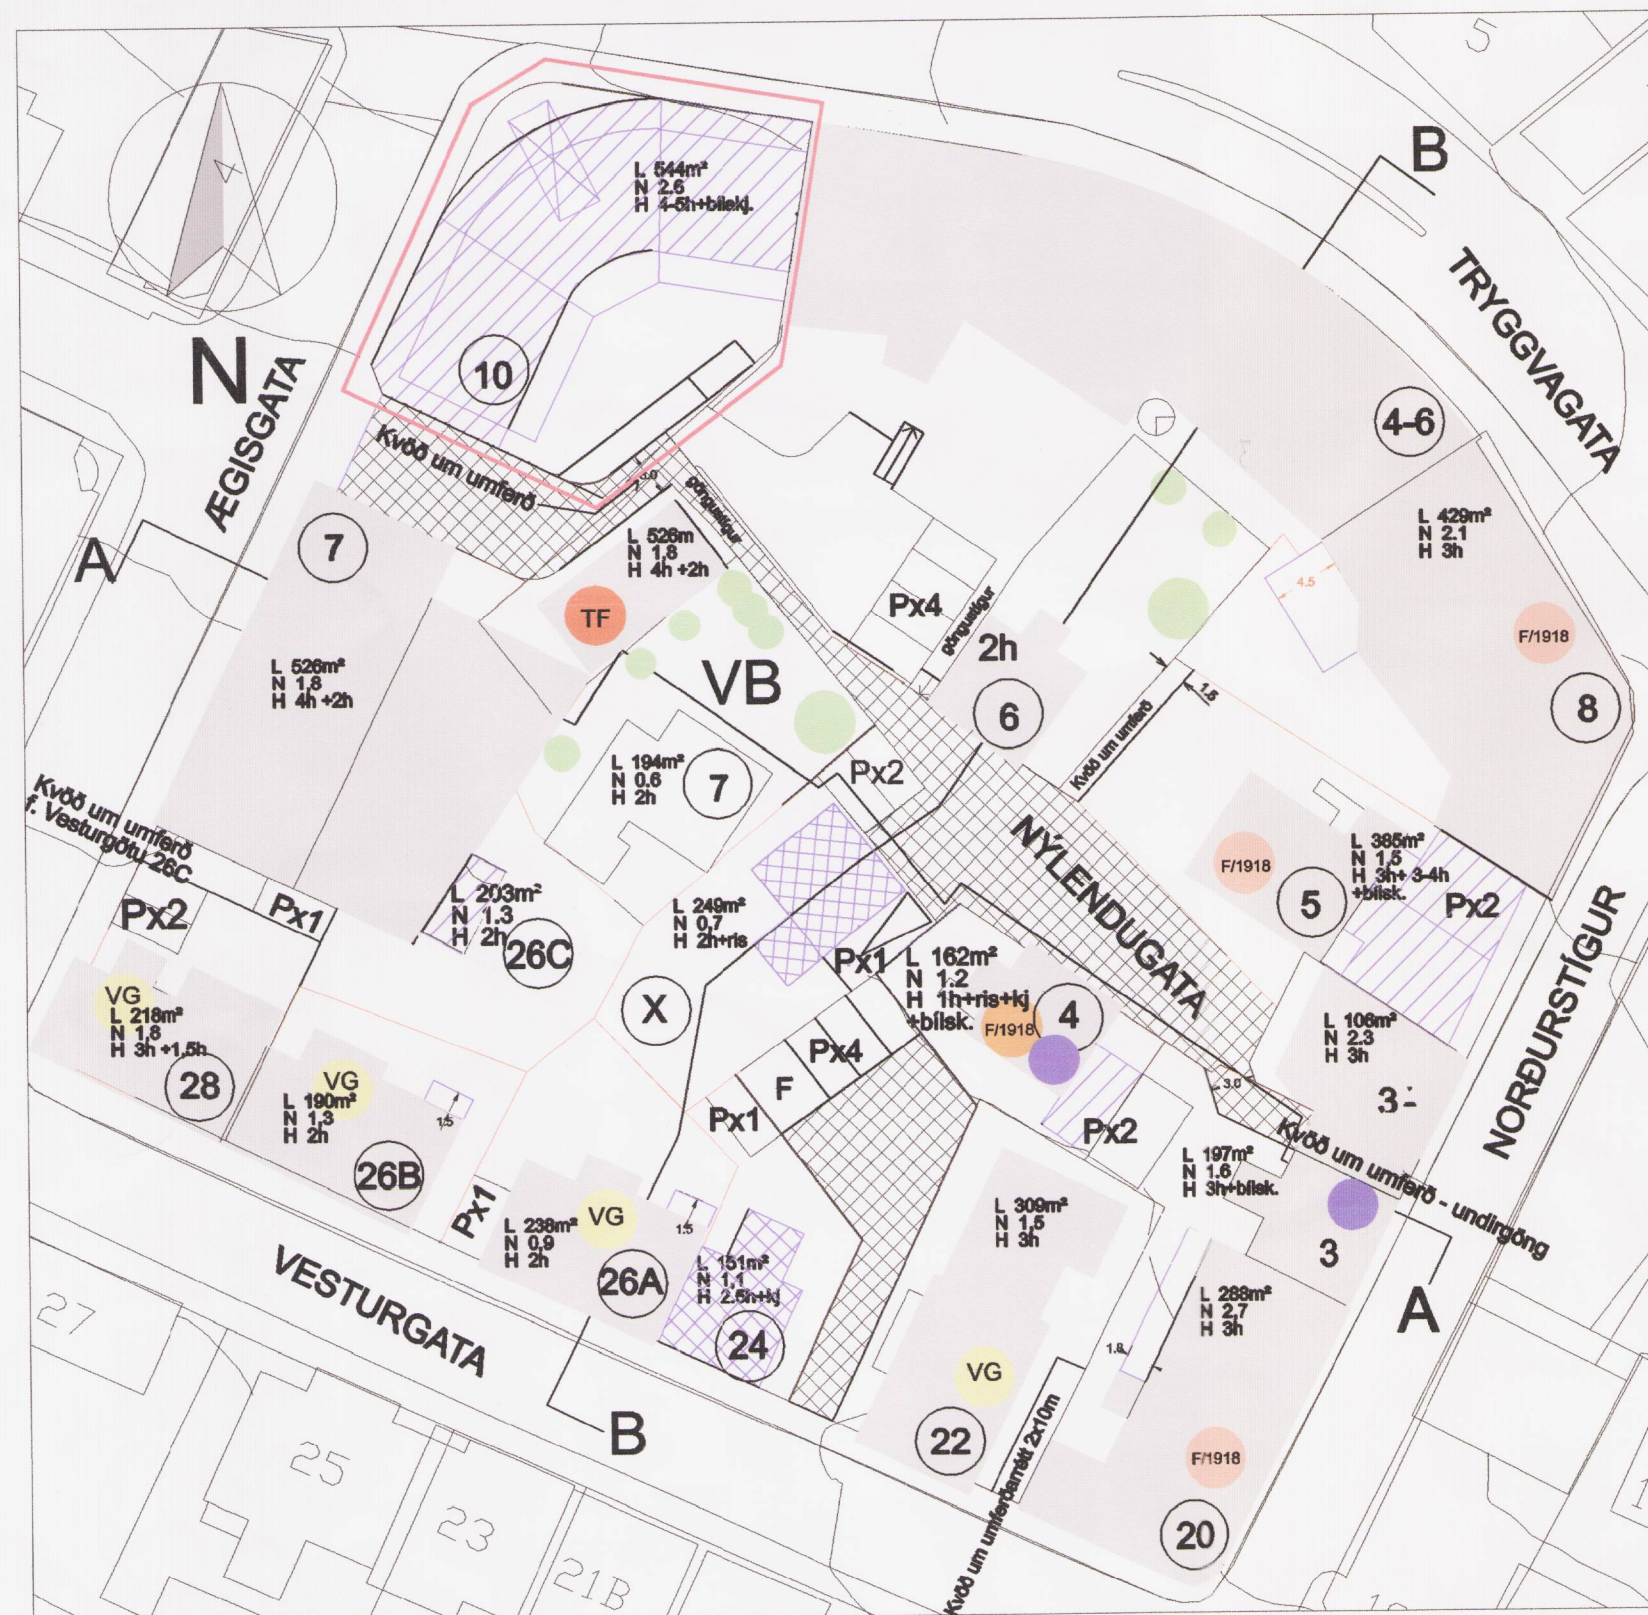 5
4
L 544m²
N 2.6
H 4-5h+bílskj.
B
TRYGGVAGATA
N
ÆGISGATA
10
4-6
Kvöð um umferð
3.0
göngustígur
7
A
L 526m
N 1,8
H 4h +2h
TF
L 429m²
N 2.1
H 3h
4.5
F/1918
8
Px4
göngustígur
2h
6
1.5
Kvöð um umferð
L 526m²
N 1,8
H 4h +2h
VB
L 194m²
N 0.6
H 2h
7
Px2
NÝLENDUGATA
Kvöð um umferð
f. Vesturgötu 26C
Px2
Px1
L 203m²
N 1.3
H 2h
26C
L 249m²
N 0,7
H 2h+ris
X
Px1
L 162m²
N 1.2
H 1h+ris+kj
+bílsk.
F/1918
4
F/1918
5
L 385m²
N 1,5
H 3h+ 3-4h
+bílsk.
Px2
NORÐURSTÍGUR
VG
L 218m²
N 1,8
H 3h +1,5h
28
VG
L 190m²
N 1,3
H 2h
26B
1.5
Px4
F
Px1
Px2
3.0
L 106m²
N 2.3
H 3h
3-
Kvöð um umferð - undirgöng
L 197m²
N 1.6
H 3h+bílsk.
3
Px1
L 238m²
N 0,9
H 2h
VG
26A
1.5
L 151m²
N 1,1
H 2.5h+kj
24
L 309m²
N 1,5
H 3h
VG
22
L 288m²
N 2,7
H 3h
1.8
A
VESTURGATA
B
Kvöð um umferðarrétt 2x10m
F/1918
20
27
25
23
21B